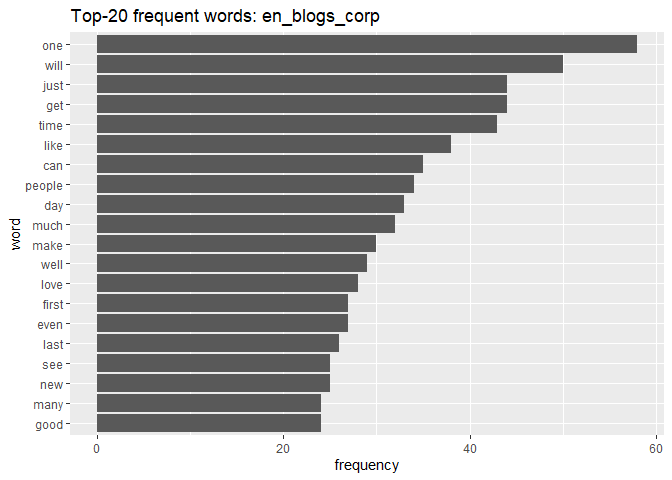 Top-20 frequent words: en_blogs_corp
one
will
just
get
time
like
can
people
day
much
make
well
love
first
even
last
see
new
many
good
word
0 20 40 60
frequency